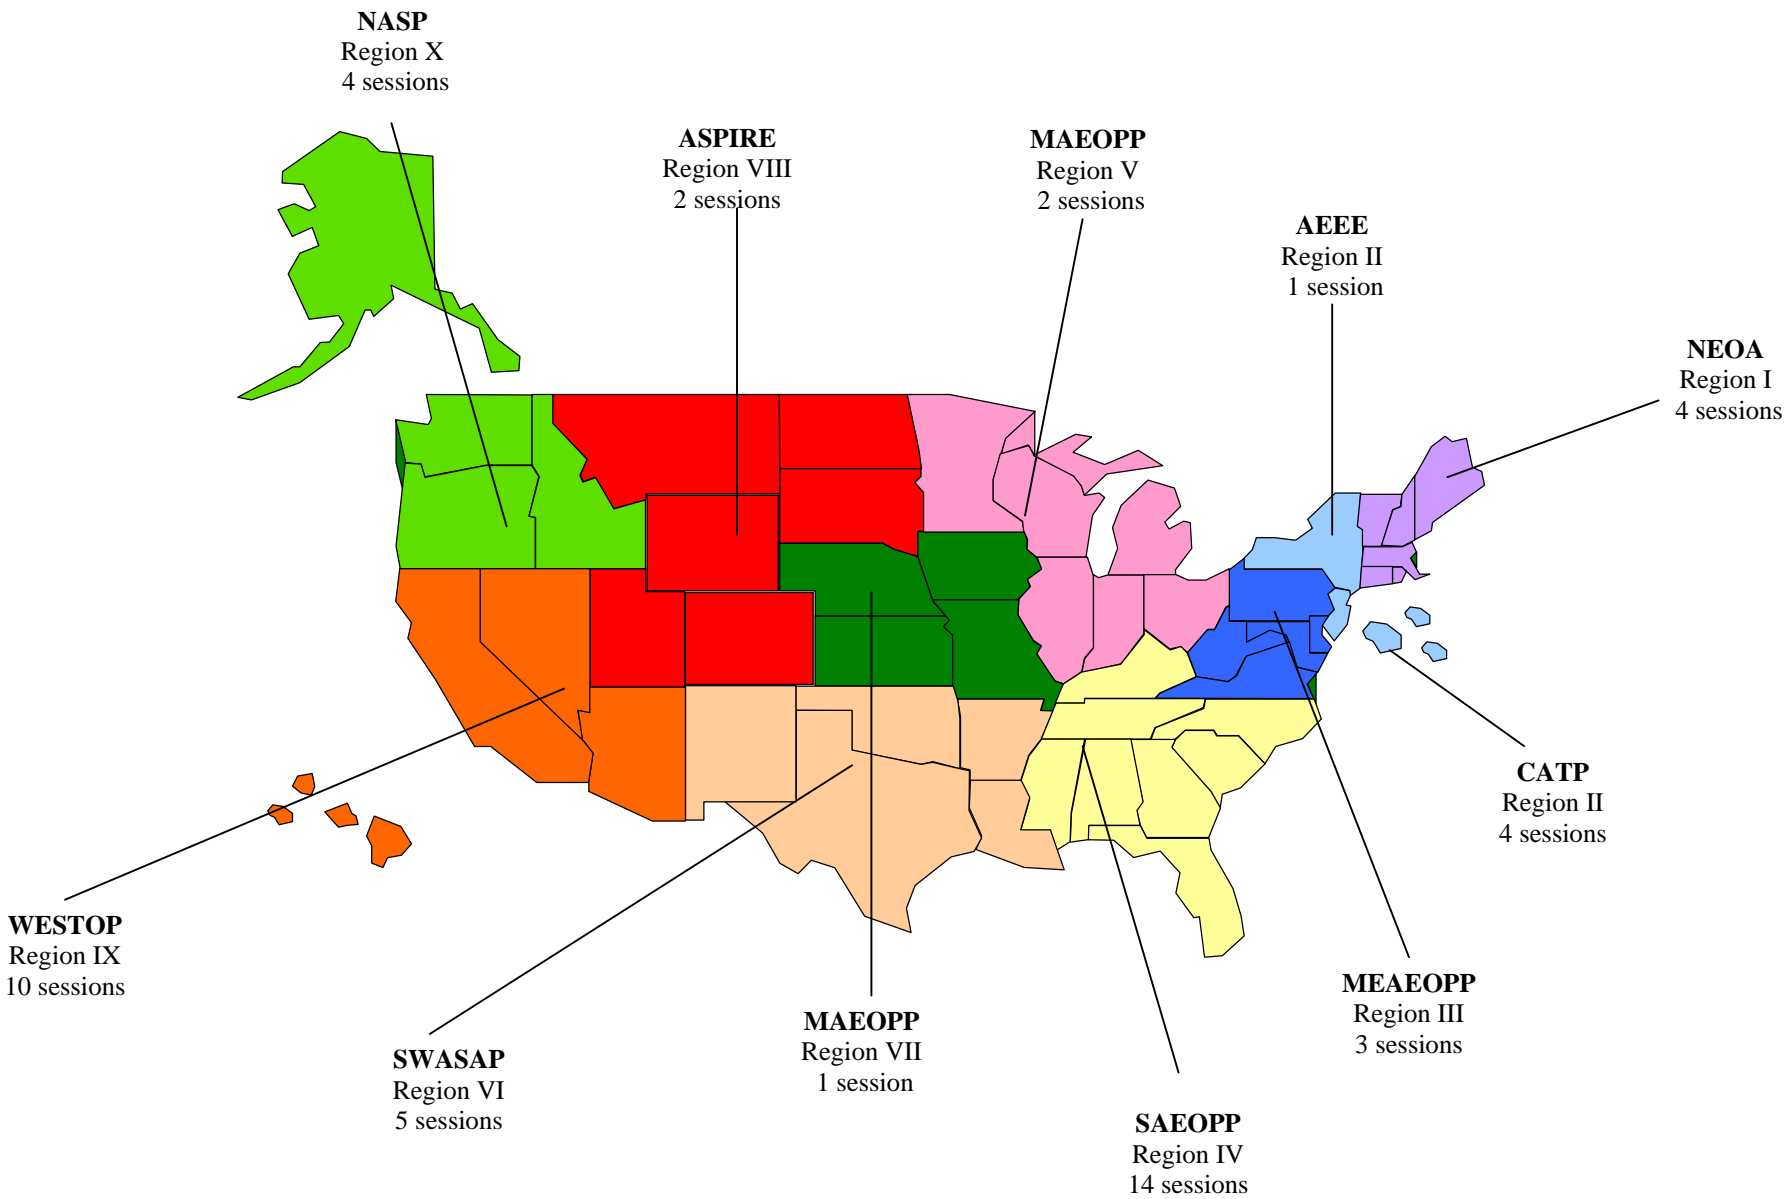 NASP
Region X
4 sessions
ASPIRE
Region VIII
2 sessions
MAEOPP
Region V
2 sessions
AEEE
Region II
1 session
NEOA
Region I
4 sessions
CATP
Region II
4 sessions
WESTOP
Region IX
10 sessions
MEAEOPP
Region III
3 sessions
MAEOPP
Region VII
1 session
SWASAP
Region VI
5 sessions
SAEOPP
Region IV
14 sessions